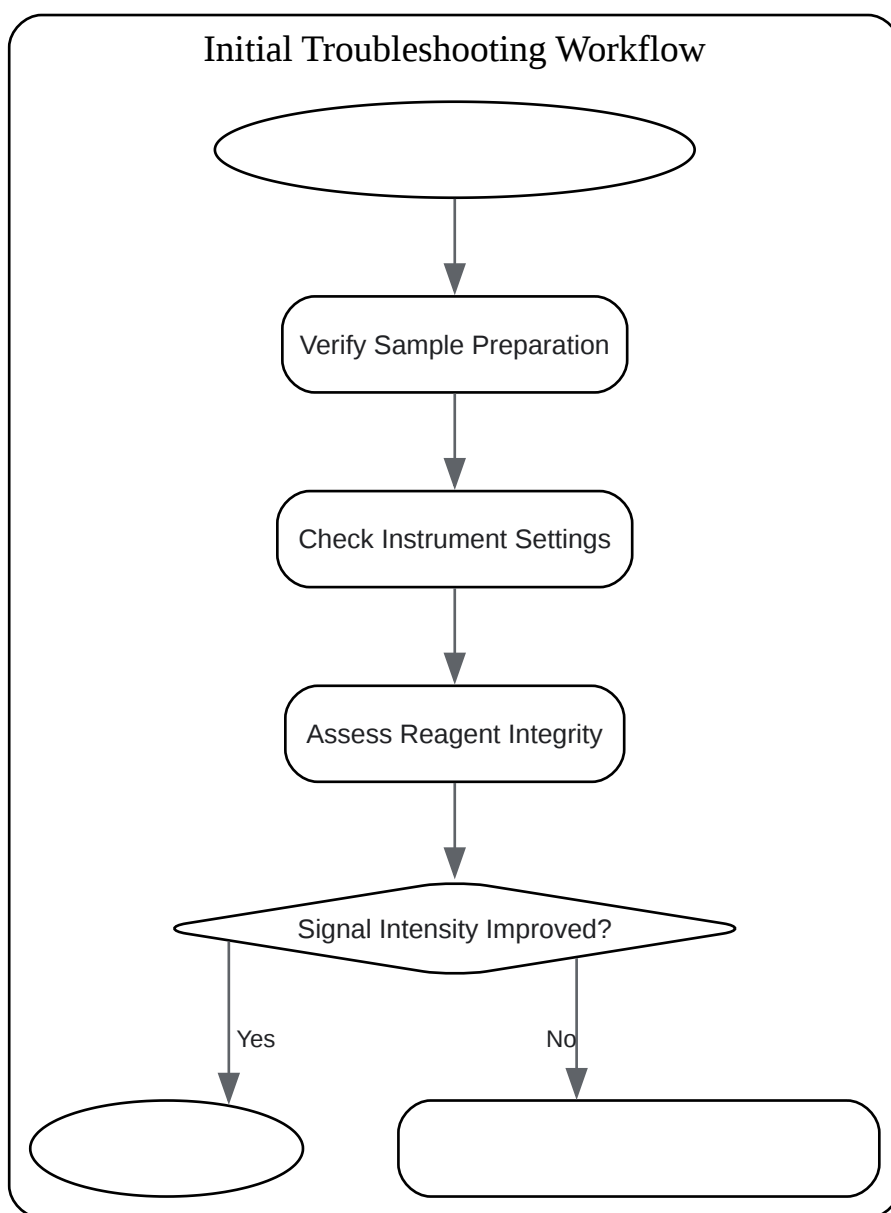 Initial Troubleshooting Workflow
Verify Sample Preparation
Check Instrument Settings
Assess Reagent Integrity
Signal Intensity Improved?
Yes
No